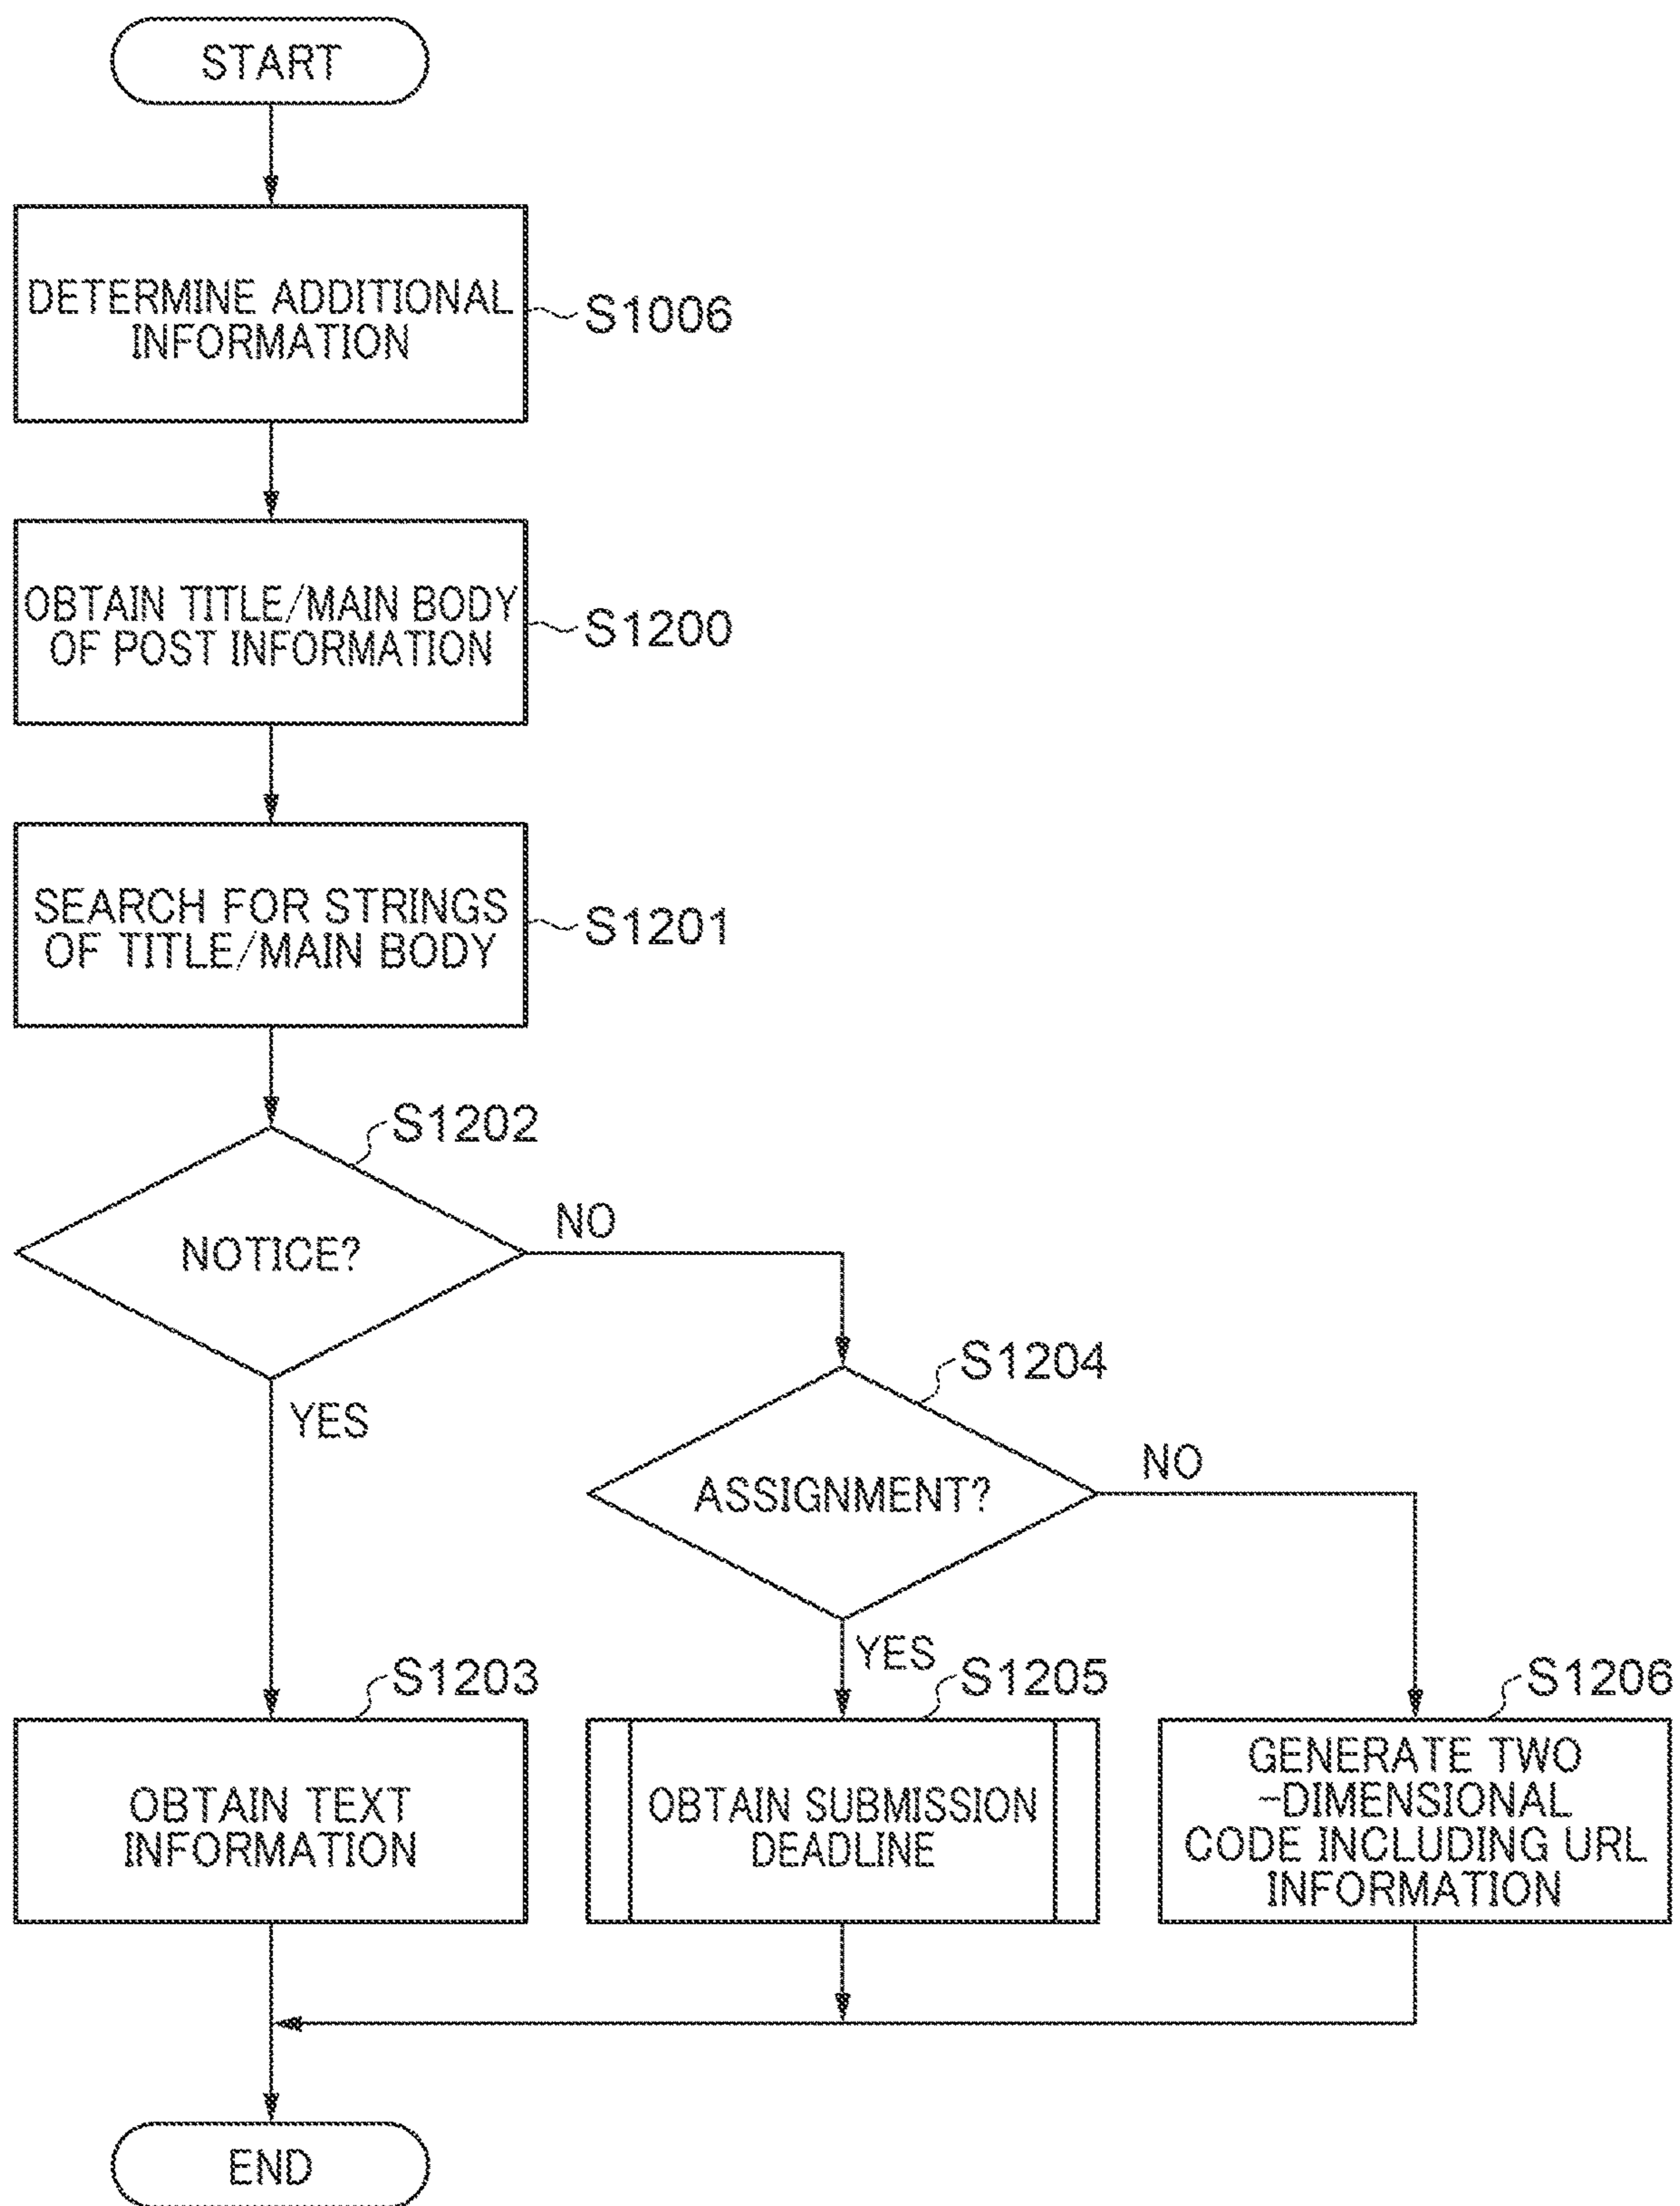 START
DETERMINE ADDITIONAL
INFORMATION
S1006
OBTAIN TITLE/MAIN BODY
OF POST INFORMATION
S1200
SEARCH FOR STRINGS
OF TITLE/MAIN BODY
S1201
S1202
NOTICE?
NO
YES
S1204
ASSIGNMENT?
NO
YES
S1203
OBTAIN TEXT
INFORMATION
S1205
OBTAIN SUBMISSION
DEADLINE
S1206
GENERATE TWO
-DIMENSIONAL
CODE INCLUDING URL
INFORMATION
END